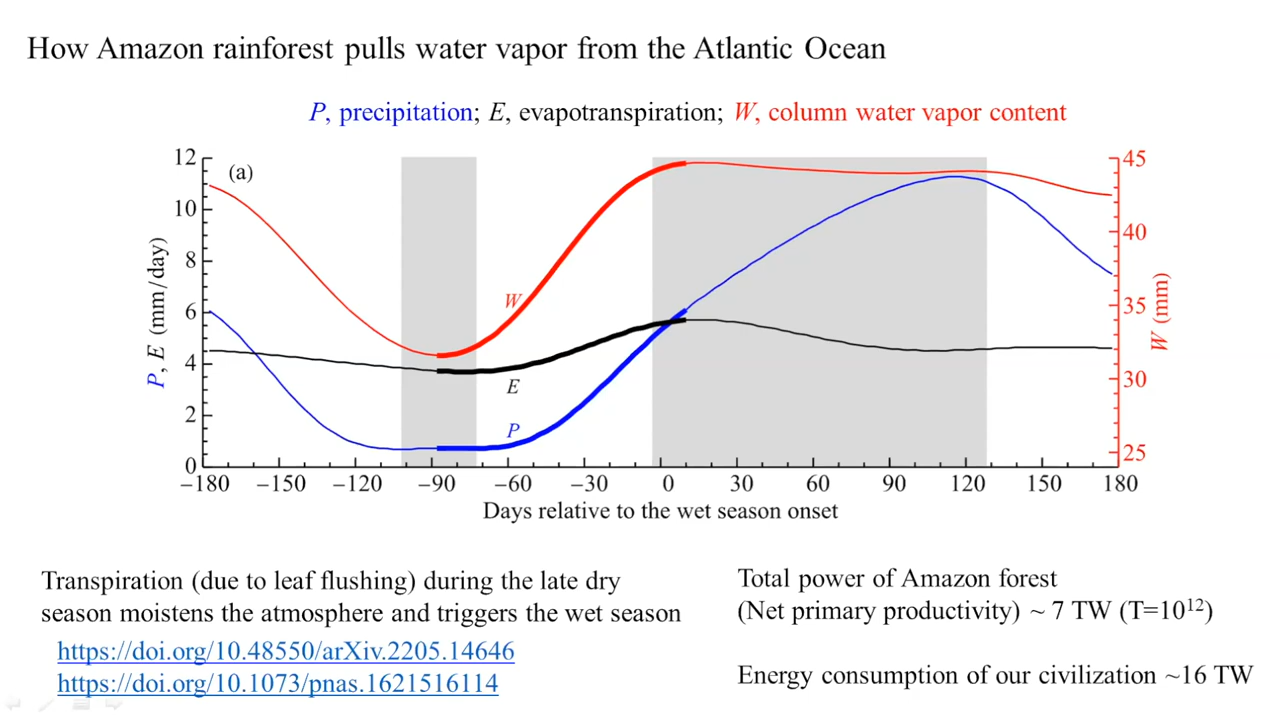 How Amazon rainforest pulls water vapor from the Atlantic Ocean
P, precipitation; E, evapotranspiration; W, column water vapor content
(a)
12
10
8
6
4
2
0
P, E (mm/day)
45
40
35
30
25
W (mm)
W
E
P
−180 −150 −120 −90 −60 −30 0 30 60 90 120 150 180
Days relative to the wet season onset
Transpiration (due to leaf flushing) during the late dry
season moistens the atmosphere and triggers the wet season
https://doi.org/10.48550/arXiv.2205.14646
https://doi.org/10.1073/pnas.1621516114
Total power of Amazon forest
(Net primary productivity) ~ 7 TW (T=10¹²)
Energy consumption of our civilization ~16 TW